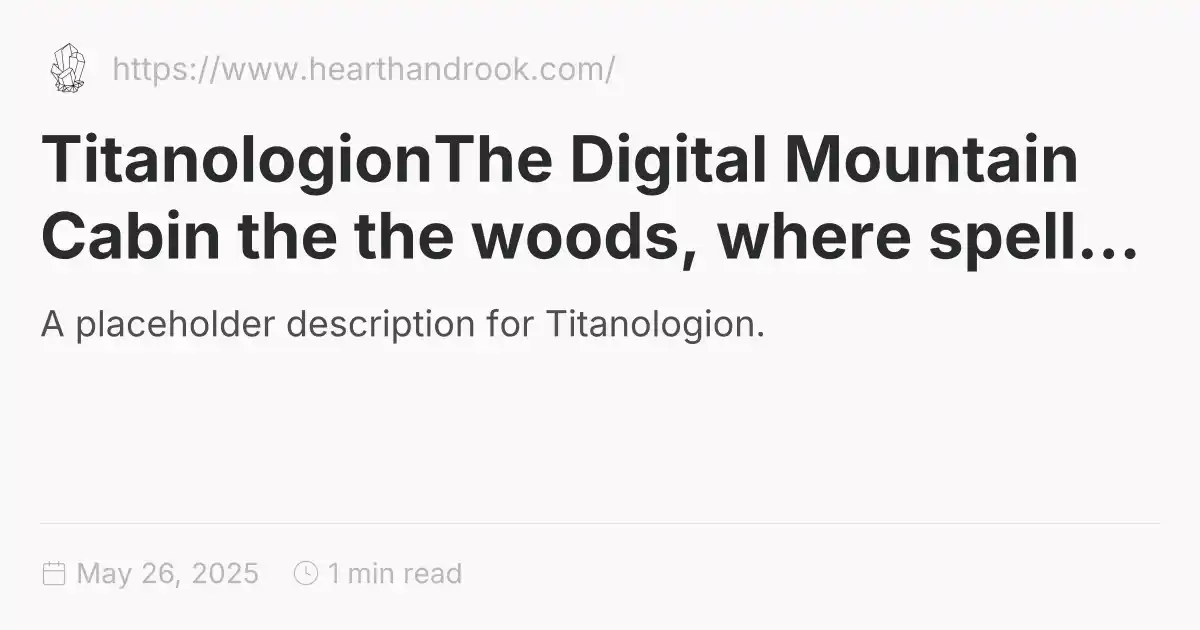 https://www.hearthandrook.com/
TitanologionThe Digital Mountain
Cabin the the woods, where spell...
A placeholder description for Titanologion.
May 26, 2025 1 min read